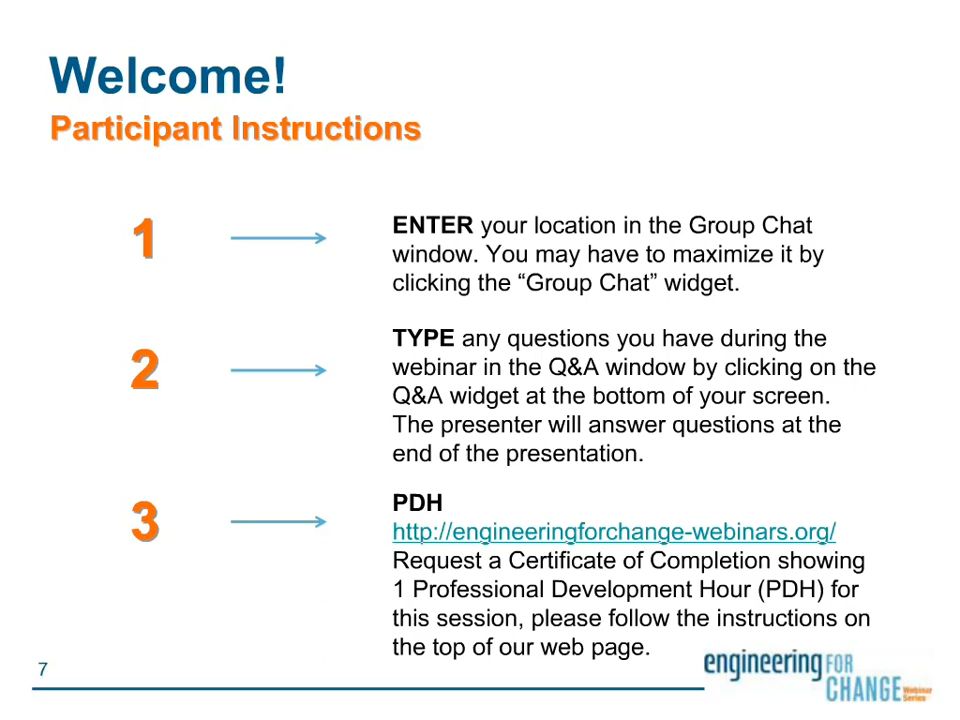 Welcome!
Participant Instructions
1
ENTER your location in the Group Chat
window. You may have to maximize it by
clicking the “Group Chat” widget.
2
TYPE any questions you have during the
webinar in the Q&A window by clicking on the
Q&A widget at the bottom of your screen.
The presenter will answer questions at the
end of the presentation.
3
PDH
http://engineeringforchange-webinars.org/
Request a Certificate of Completion showing
1 Professional Development Hour (PDH) for
this session, please follow the instructions on
the top of our web page.
7
engineering FOR
CHANGE Webinar
Series